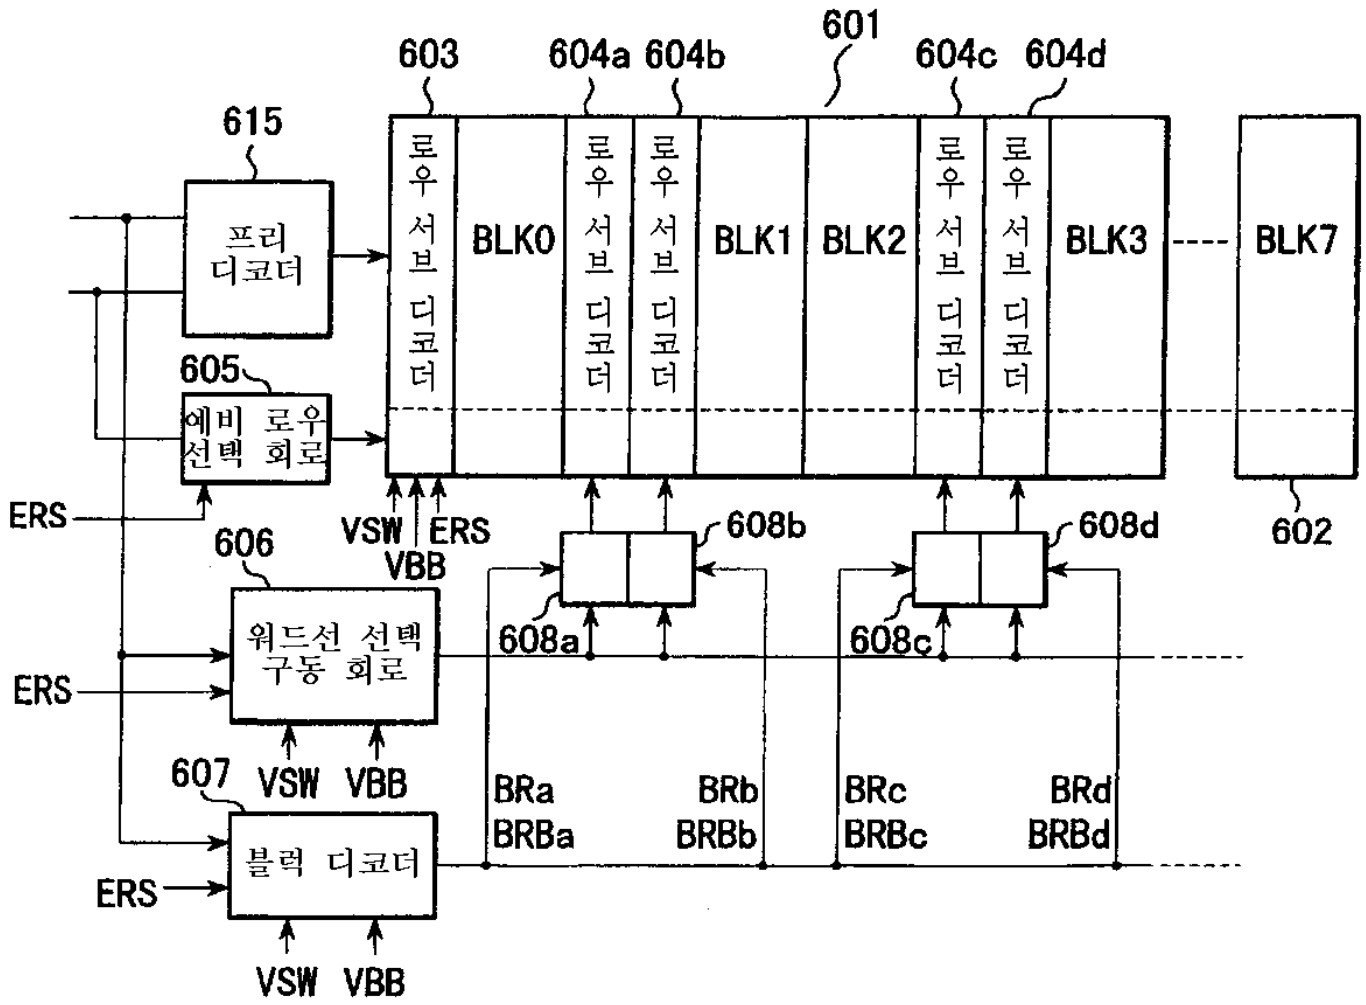 601
603
604a
604b
604c
604d
615
프리
디코더
로우 서브 디코더
BLK0
로우 서브 디코더
로우 서브 디코더
BLK1
BLK2
로우 서브 디코더
로우 서브 디코더
BLK3
BLK7
605
예비 로우
선택 회로
ERS
VSW
VBB
ERS
608b
608d
602
606
608a
608c
워드선 선택
구동 회로
ERS
VSW
VBB
BRa
BRBa
BRb
BRBb
BRc
BRBc
BRd
BRBd
607
블럭 디코더
ERS
VSW
VBB